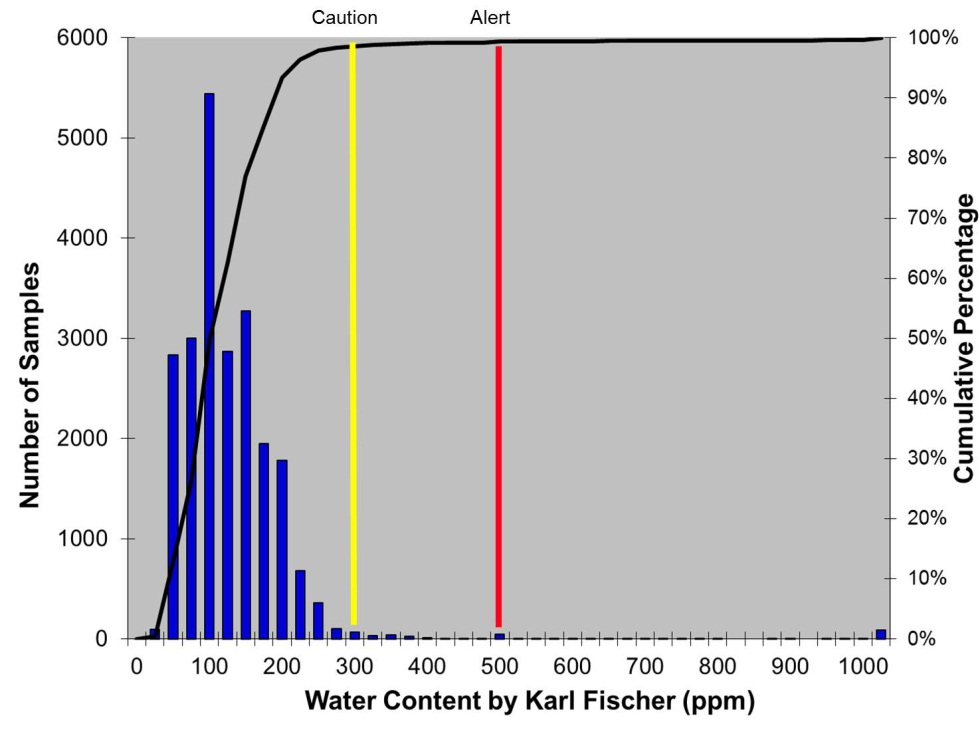 Caution Alert
6000 100%
90%
5000
80%
4000 70%
60%
3000 50%
40%
2000
30%
20%
1000
10%
0 0%
0 100 200 300 400 500 600 700 800 900 1000
Number of Samples
Cumulative Percentage
Water Content by Karl Fischer (ppm)